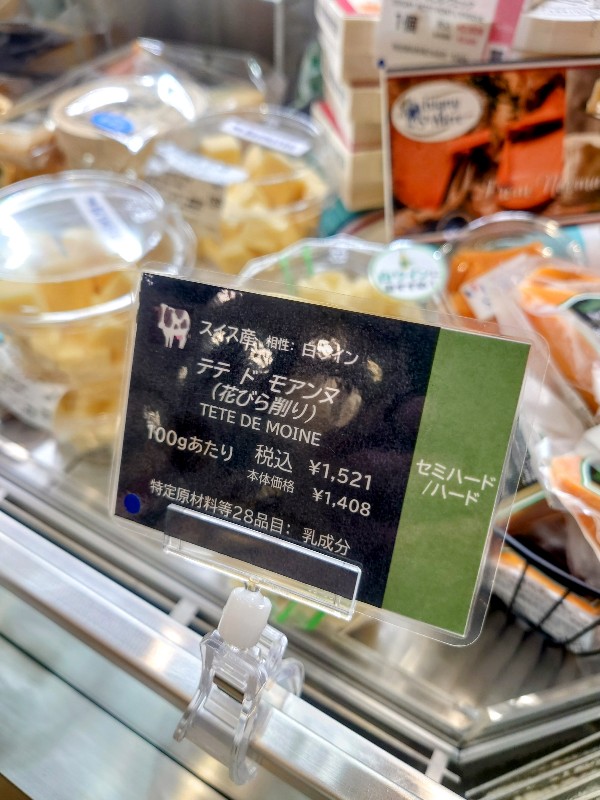 スイス産 相性: 白ワイン
テテ ド モアンヌ
(花びら削り)
TETE DE MOINE
100gあたり 税込 ¥1,521
本体価格 ¥1,408
特定原材料等28品目: 乳成分
セミハード
/ハード
1個